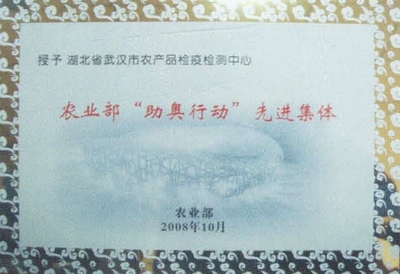 授予 湖北省武汉市农产品检疫检测中心
农业部“助奥行动”先进集体
农业部
2008年10月